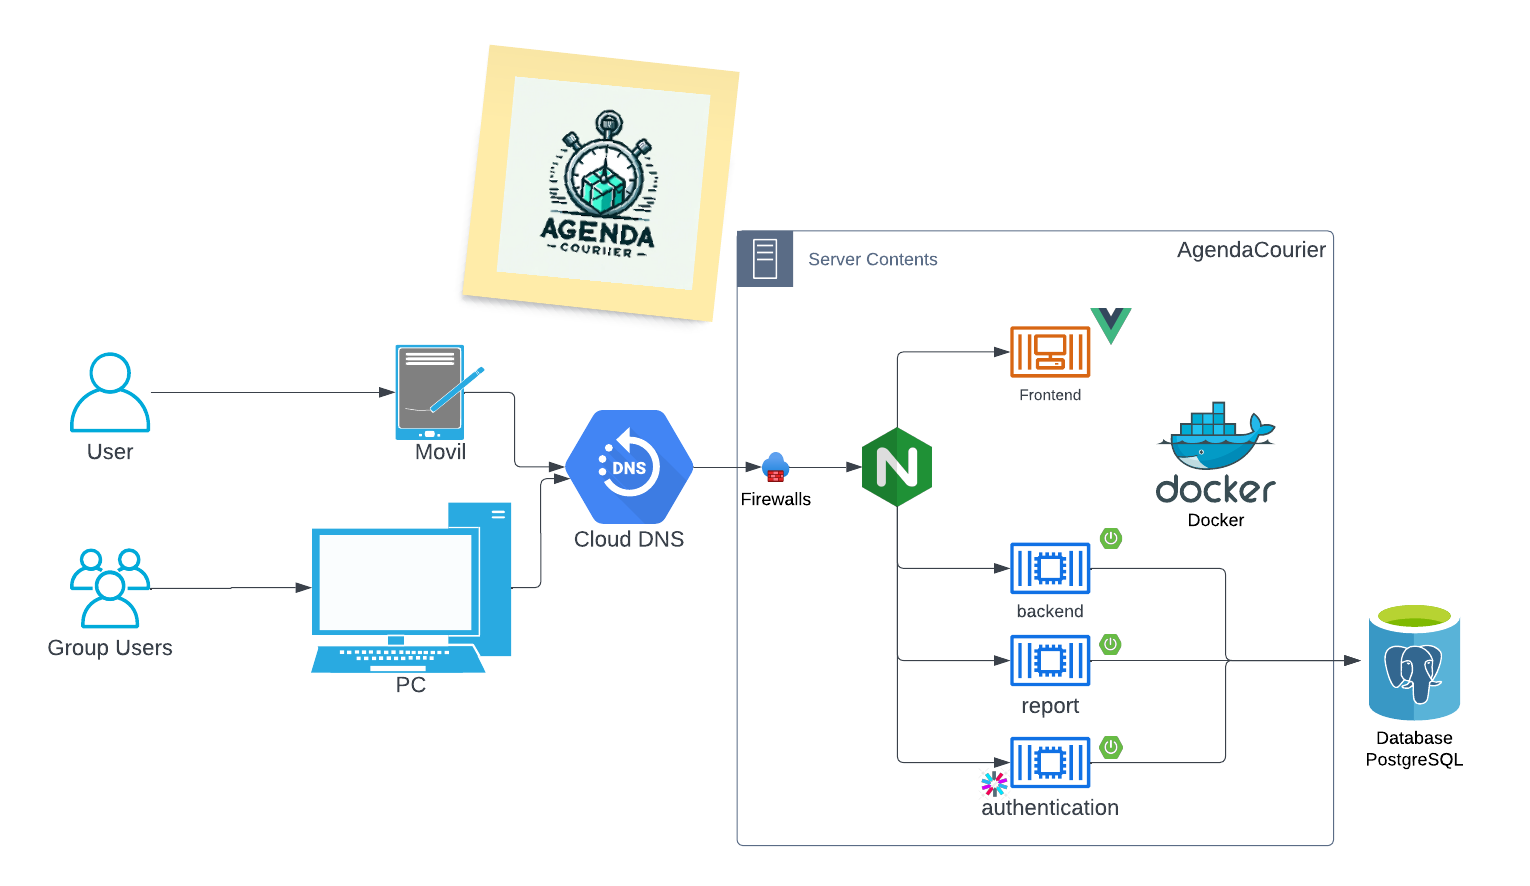 AGENDA
COURIIER
Server Contents
AgendaCourier
Frontend
User
Movil
DNS
Cloud DNS
Firewalls
N
docker
Docker
Group Users
PC
backend
report
authentication
Database
PostgreSQL